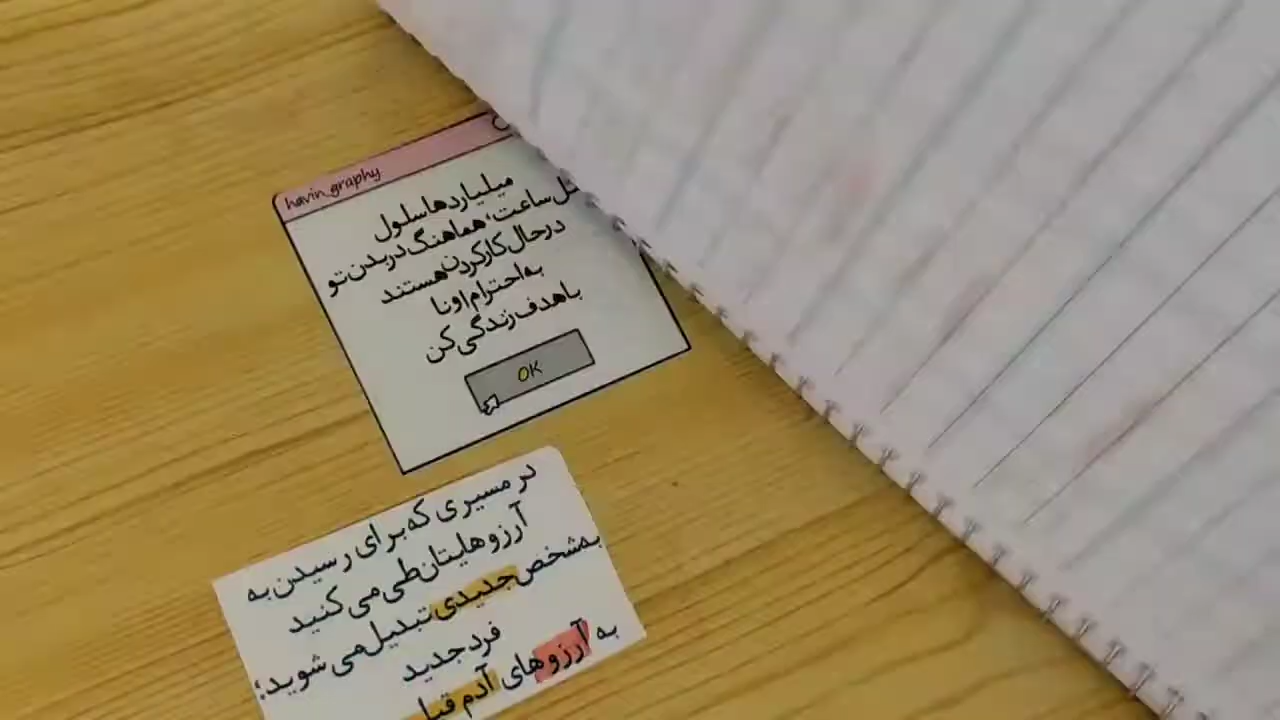 havin_graphy
میلیاردها سلول
ساعت، هماهنگ در بدن تو
در حال کار کردن هستند
به احترام اونا
با هدف زندگی کن
OK
در مسیری که برای رسیدن به
آرزوهایتان طی می کنید
به شخص جدیدی تبدیل می شوید؛
فرد جدید
به آرزوهای آدم